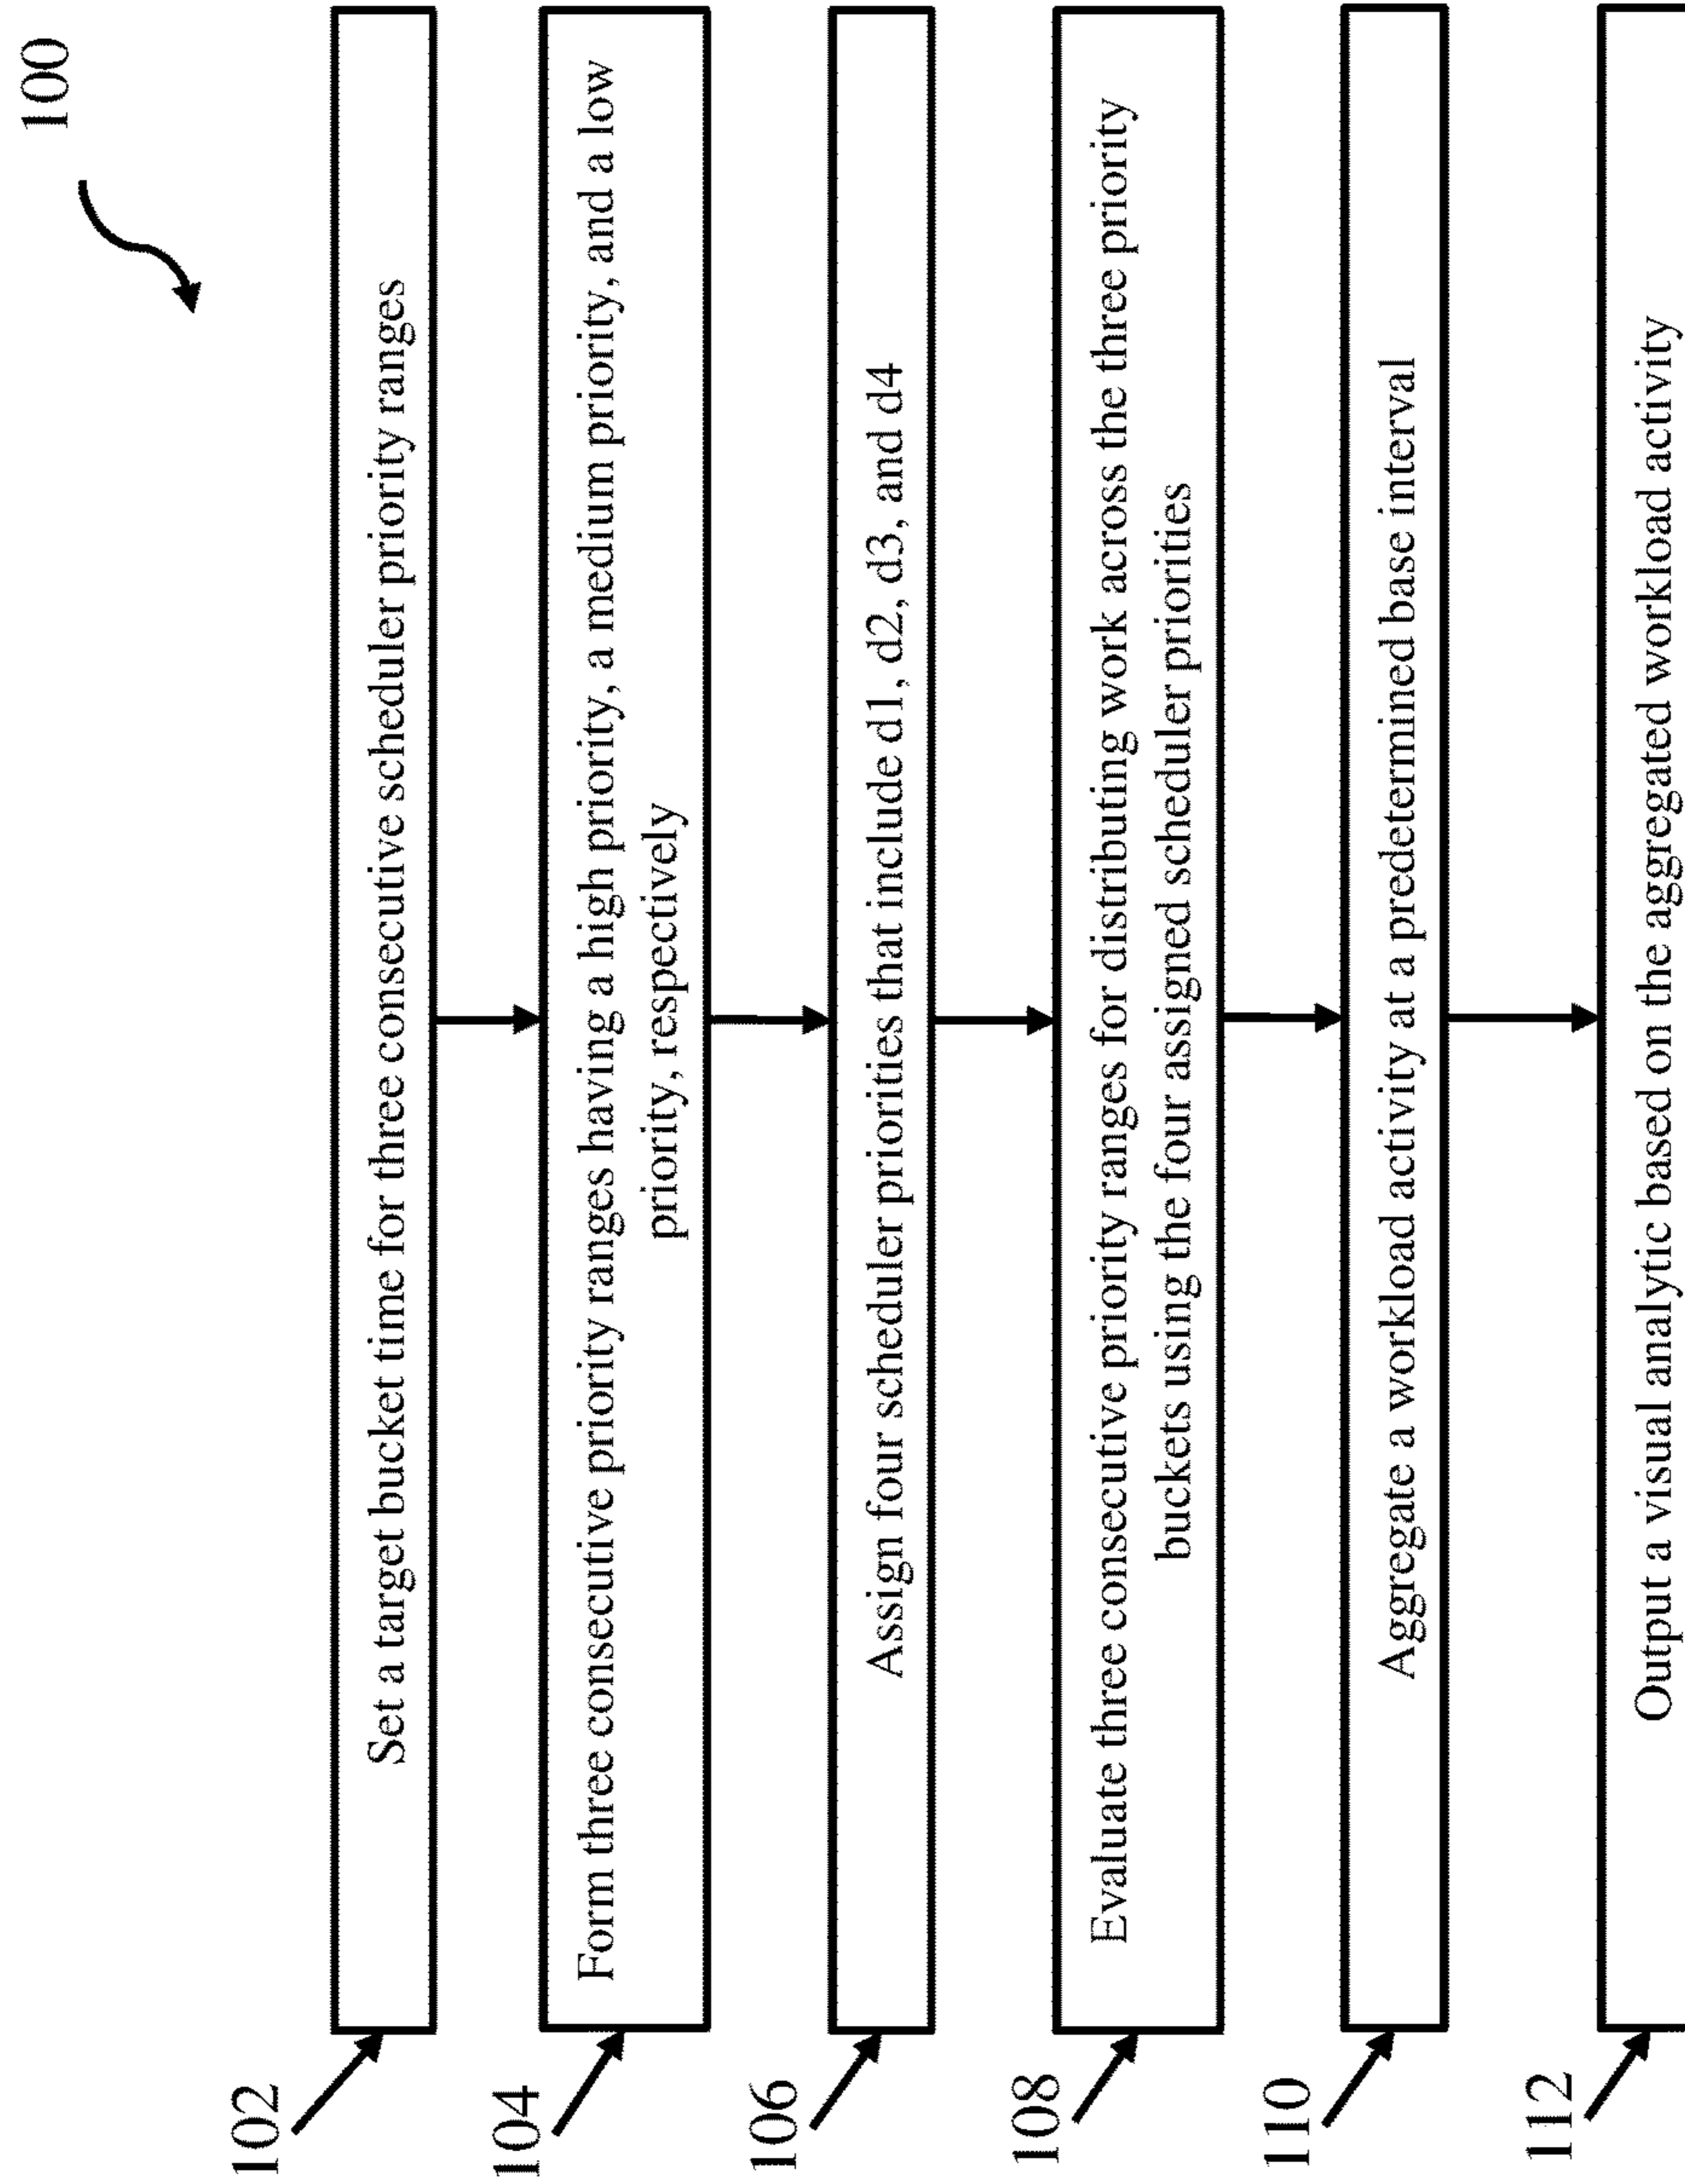 100
102
Set a target bucket time for three consecutive scheduler priority ranges
104
Form three consecutive priority ranges having a high priority, a medium priority, and a low
priority, respectively
106
Assign four scheduler priorities that include d1, d2, d3, and d4
108
Evaluate three consecutive priority ranges for distributing work across the three priority
buckets using the four assigned scheduler priorities
110
Aggregate a workload activity at a predetermined base interval
112
Output a visual analytic based on the aggregated workload activity